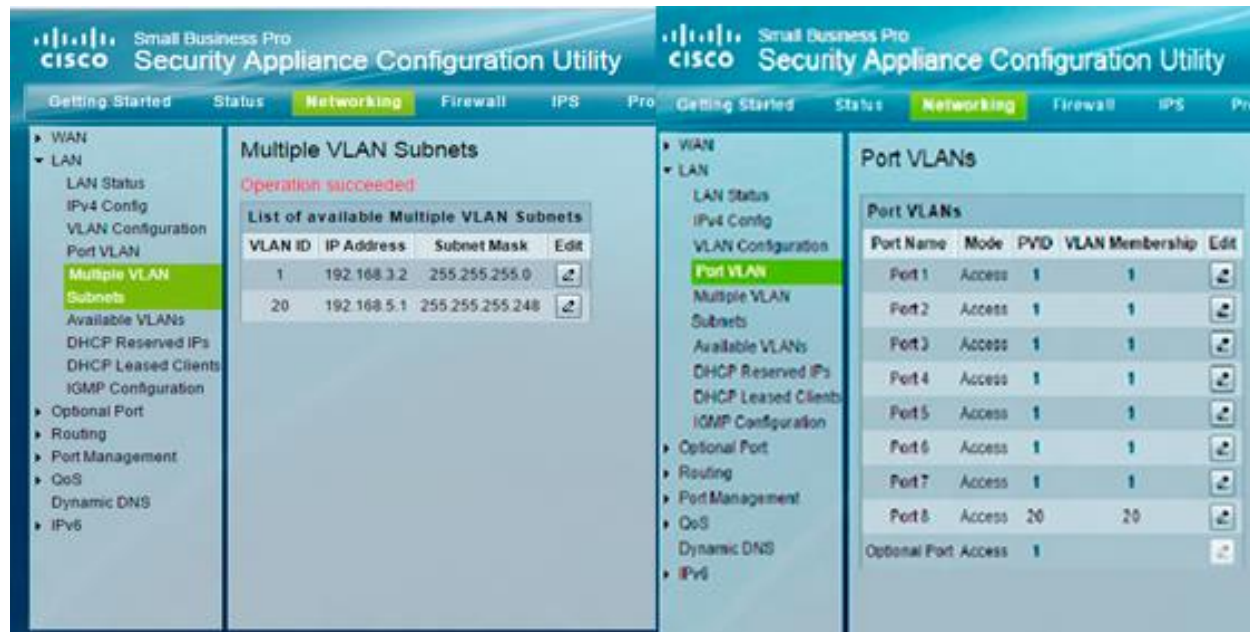 Small Business Pro
CISCO Security Appliance Configuration Utility
Getting Started Status Networking Firewall IPS Pro
WAN
LAN
LAN Status
IPv4 Config
VLAN Configuration
Port VLAN
Multiple VLAN
Subnets
Available VLANs
DHCP Reserved IPs
DHCP Leased Clients
IGMP Configuration
Optional Port
Routing
Port Management
QoS
Dynamic DNS
IPv6
Multiple VLAN Subnets
Operation succeeded
List of available Multiple VLAN Subnets
VLAN ID IP Address Subnet Mask Edit
1 192.168.3.2 255.255.255.0
20 192.168.5.1 255.255.255.248
Small Business Pro
CISCO Security Appliance Configuration Utility
Getting Started Status Networking Firewall IPS Pr
WAN
LAN
LAN Status
IPv4 Config
VLAN Configuration
Port VLAN
Multiple VLAN
Subnets
Available VLANs
DHCP Reserved IPs
DHCP Leased Clients
IGMP Configuration
Optional Port
Routing
Port Management
QoS
Dynamic DNS
IPv6
Port VLANs
Port VLANs
Port Name Mode PVID VLAN Membership Edit
Port 1 Access 1 1
Port 2 Access 1 1
Port 3 Access 1 1
Port 4 Access 1 1
Port 5 Access 1 1
Port 6 Access 1 1
Port 7 Access 1 1
Port 8 Access 20 20
Optional Port Access 1